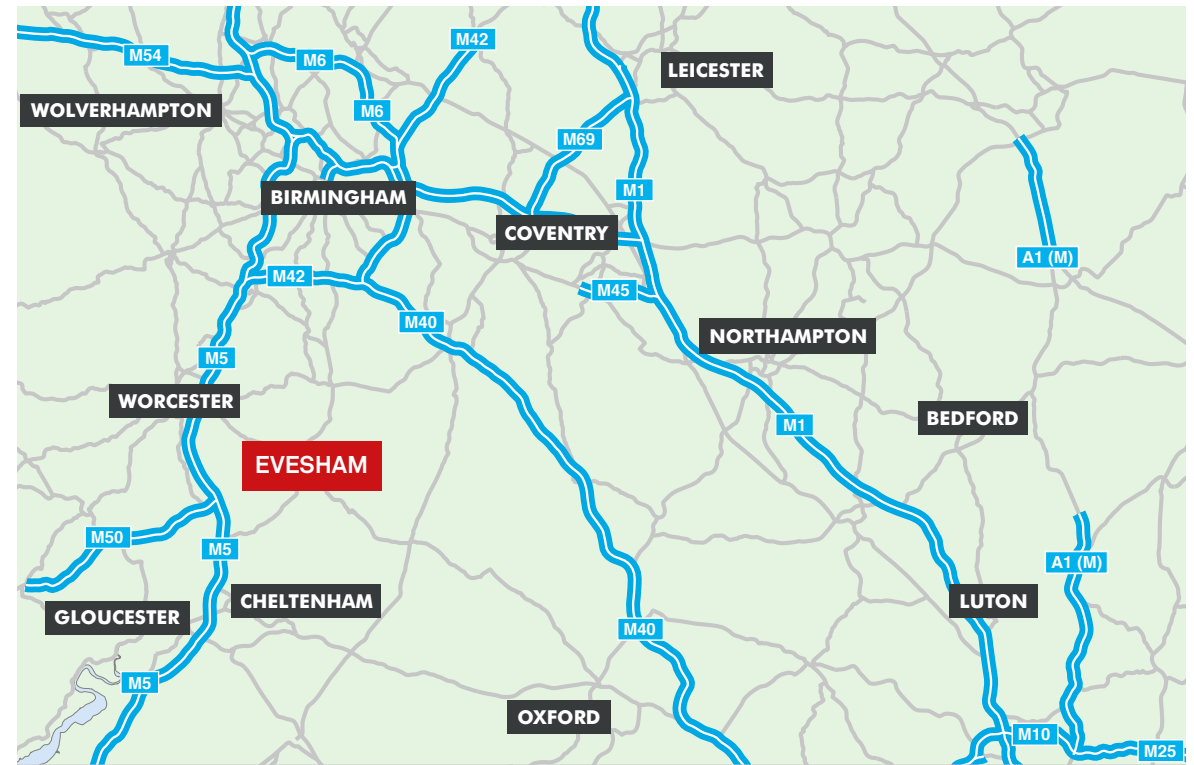 M42
M54
M6
LEICESTER
WOLVERHAMPTON
M6
M69
M1
BIRMINGHAM
COVENTRY
A1 (M)
M42
M45
M40
NORTHAMPTON
M5
WORCESTER
BEDFORD
M1
EVESHAM
M50
M5
A1 (M)
CHELTENHAM
LUTON
GLOUCESTER
M40
M5
OXFORD
M10
M25